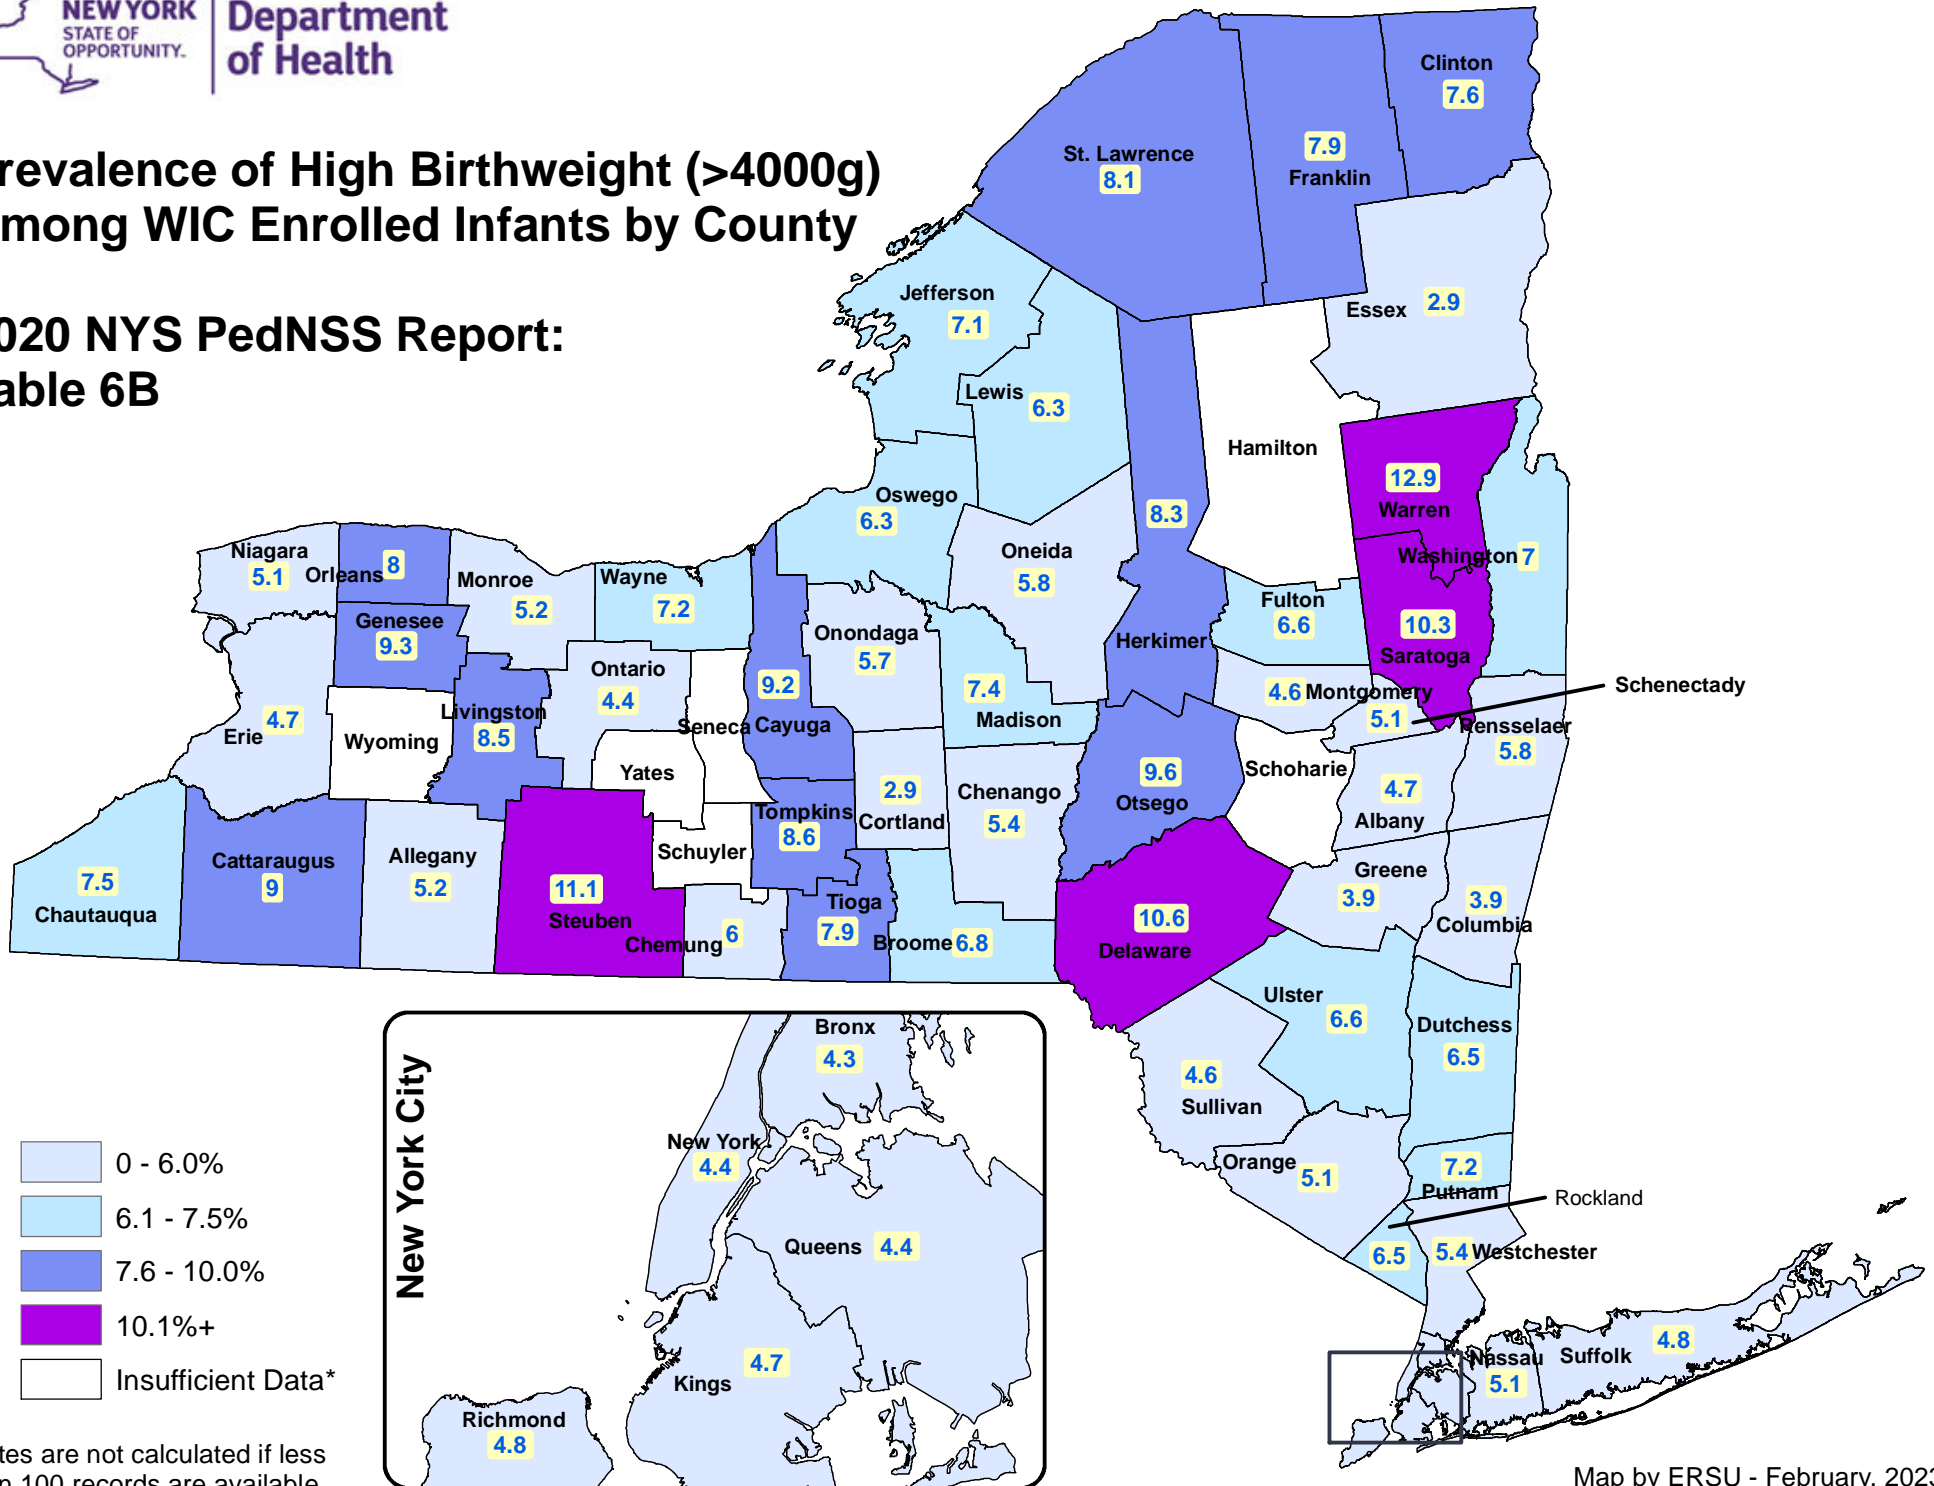 NEW YORK
STATE OF
OPPORTUNITY.
Department
of Health
revalence of High Birthweight (>4000g)
mong WIC Enrolled Infants by County
020 NYS PedNSS Report:
able 6B
Clinton
7.6
7.9
Franklin
St. Lawrence
8.1
Essex 2.9
Jefferson
7.1
Lewis 6.3
Hamilton
12.9
Warren
Oswego
6.3
8.3
Herkimer
Oneida
5.8
Washington 7
Niagara
5.1
Orleans 8
Monroe
5.2
Wayne
7.2
Genesee
9.3
Fulton
6.6
10.3
Saratoga
Onondaga
5.7
Ontario
4.4
9.2
Cayuga
7.4
Madison
4.6 Montgomery
5.1
Schenectady
Livingston
8.5
Seneca
4.7
Erie
Wyoming
Rensselaer
5.8
Yates
9.6
Otsego
Schoharie
2.9
Cortland
Chenango
5.4
4.7
Albany
Tompkins
8.6
Schuyler
7.5
Chautauqua
Cattaraugus
9
Allegany
5.2
11.1
Steuben
Chemung 6
Tioga
7.9
Broome 6.8
10.6
Delaware
Greene
3.9
3.9
Columbia
Ulster
6.6
Dutchess
6.5
4.6
Sullivan
Orange 5.1
7.2
Putnam
Rockland
6.5
5.4 Westchester
4.8
Suffolk
Nassau
5.1
New York City
Bronx
4.3
New York
4.4
Queens 4.4
4.7
Kings
Richmond
4.8
0 - 6.0%
6.1 - 7.5%
7.6 - 10.0%
10.1%+
Insufficient Data*
tes are not calculated if less
n 100 records are available
Map by ERSU - February, 2023